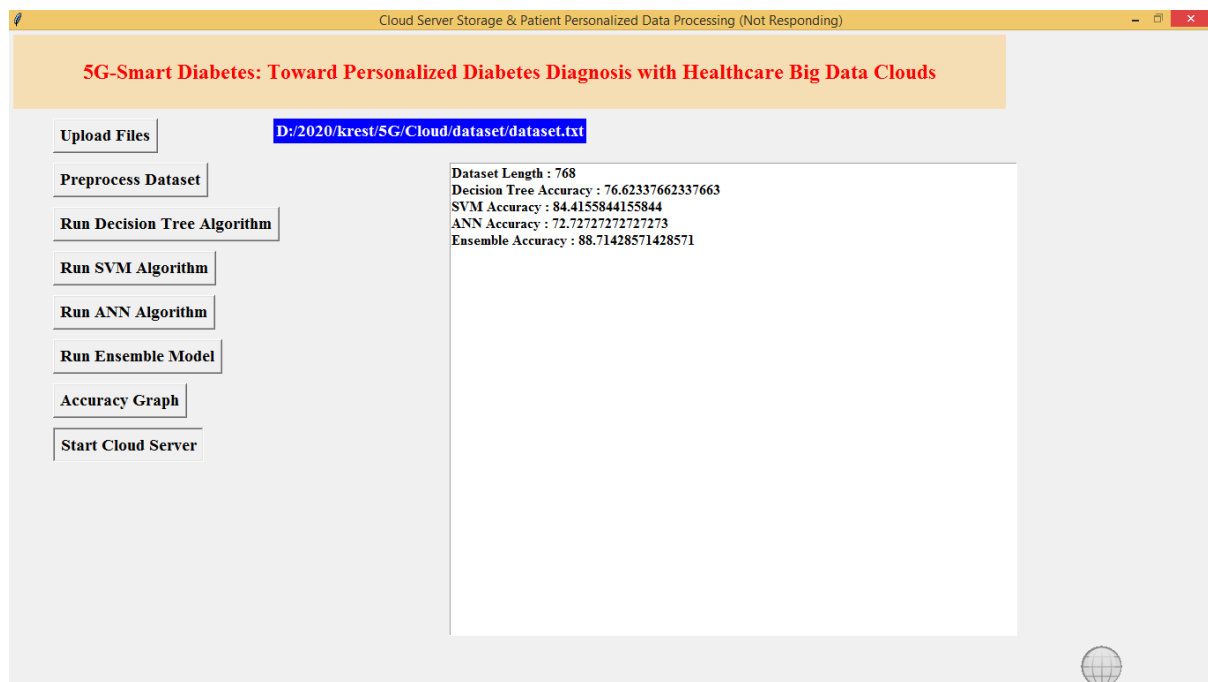 Cloud Server Storage & Patient Personalized Data Processing (Not Responding)
5G-Smart Diabetes: Toward Personalized Diabetes Diagnosis with Healthcare Big Data Clouds
Upload Files
D:/2020/krest/5G/Cloud/dataset/dataset.txt
Preprocess Dataset
Run Decision Tree Algorithm
Run SVM Algorithm
Run ANN Algorithm
Run Ensemble Model
Accuracy Graph
Start Cloud Server
Dataset Length : 768
Decision Tree Accuracy : 76.62337662337663
SVM Accuracy : 84.4155844155844
ANN Accuracy : 72.72727272727273
Ensemble Accuracy : 88.71428571428571